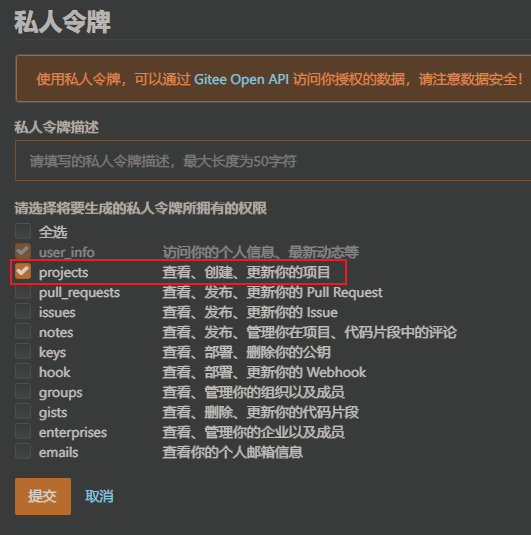 私人令牌
使用私人令牌，可以通过 Gitee Open API 访问你授权的数据，请注意数据安全！
私人令牌描述
请填写的私人令牌描述，最大长度为50字符
请选择将要生成的私人令牌所拥有的权限
全选
user_info 访问你的个人信息、最新动态等
projects 查看、创建、更新你的项目
pull_requests 查看、发布、更新你的 Pull Request
issues 查看、发布、更新你的 Issue
notes 查看、发布、管理你在项目、代码片段中的评论
keys 查看、部署、删除你的公钥
hook 查看、部署、更新你的 Webhook
groups 查看、管理你的组织以及成员
gists 查看、删除、更新你的代码片段
enterprises 查看、管理你的企业以及成员
emails 查看你的个人邮箱信息
提交 取消